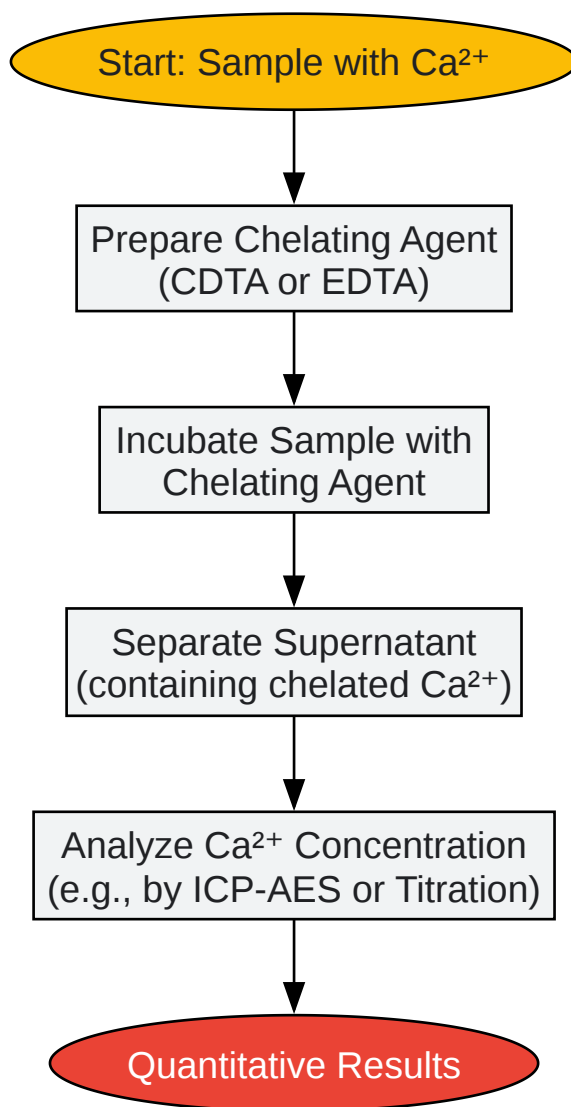 Start: Sample with Ca²⁺
Prepare Chelating Agent
(CDTA or EDTA)
Incubate Sample with
Chelating Agent
Separate Supernatant
(containing chelated Ca²⁺)
Analyze Ca²⁺ Concentration
(e.g., by ICP-AES or Titration)
Quantitative Results